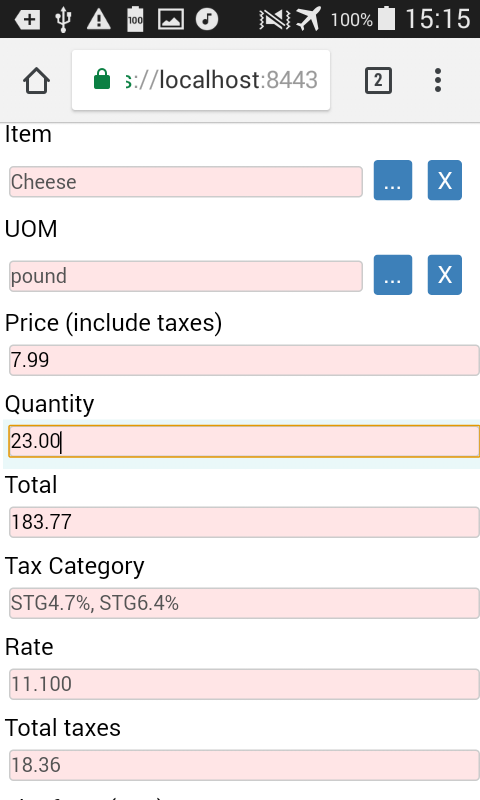 100 100% 15:15
s://localhost:8443 2
Item
Cheese ... X
UOM
pound ... X
Price (include taxes)
7.99
Quantity
23.00
Total
183.77
Tax Category
STG4.7%, STG6.4%
Rate
11.100
Total taxes
18.36